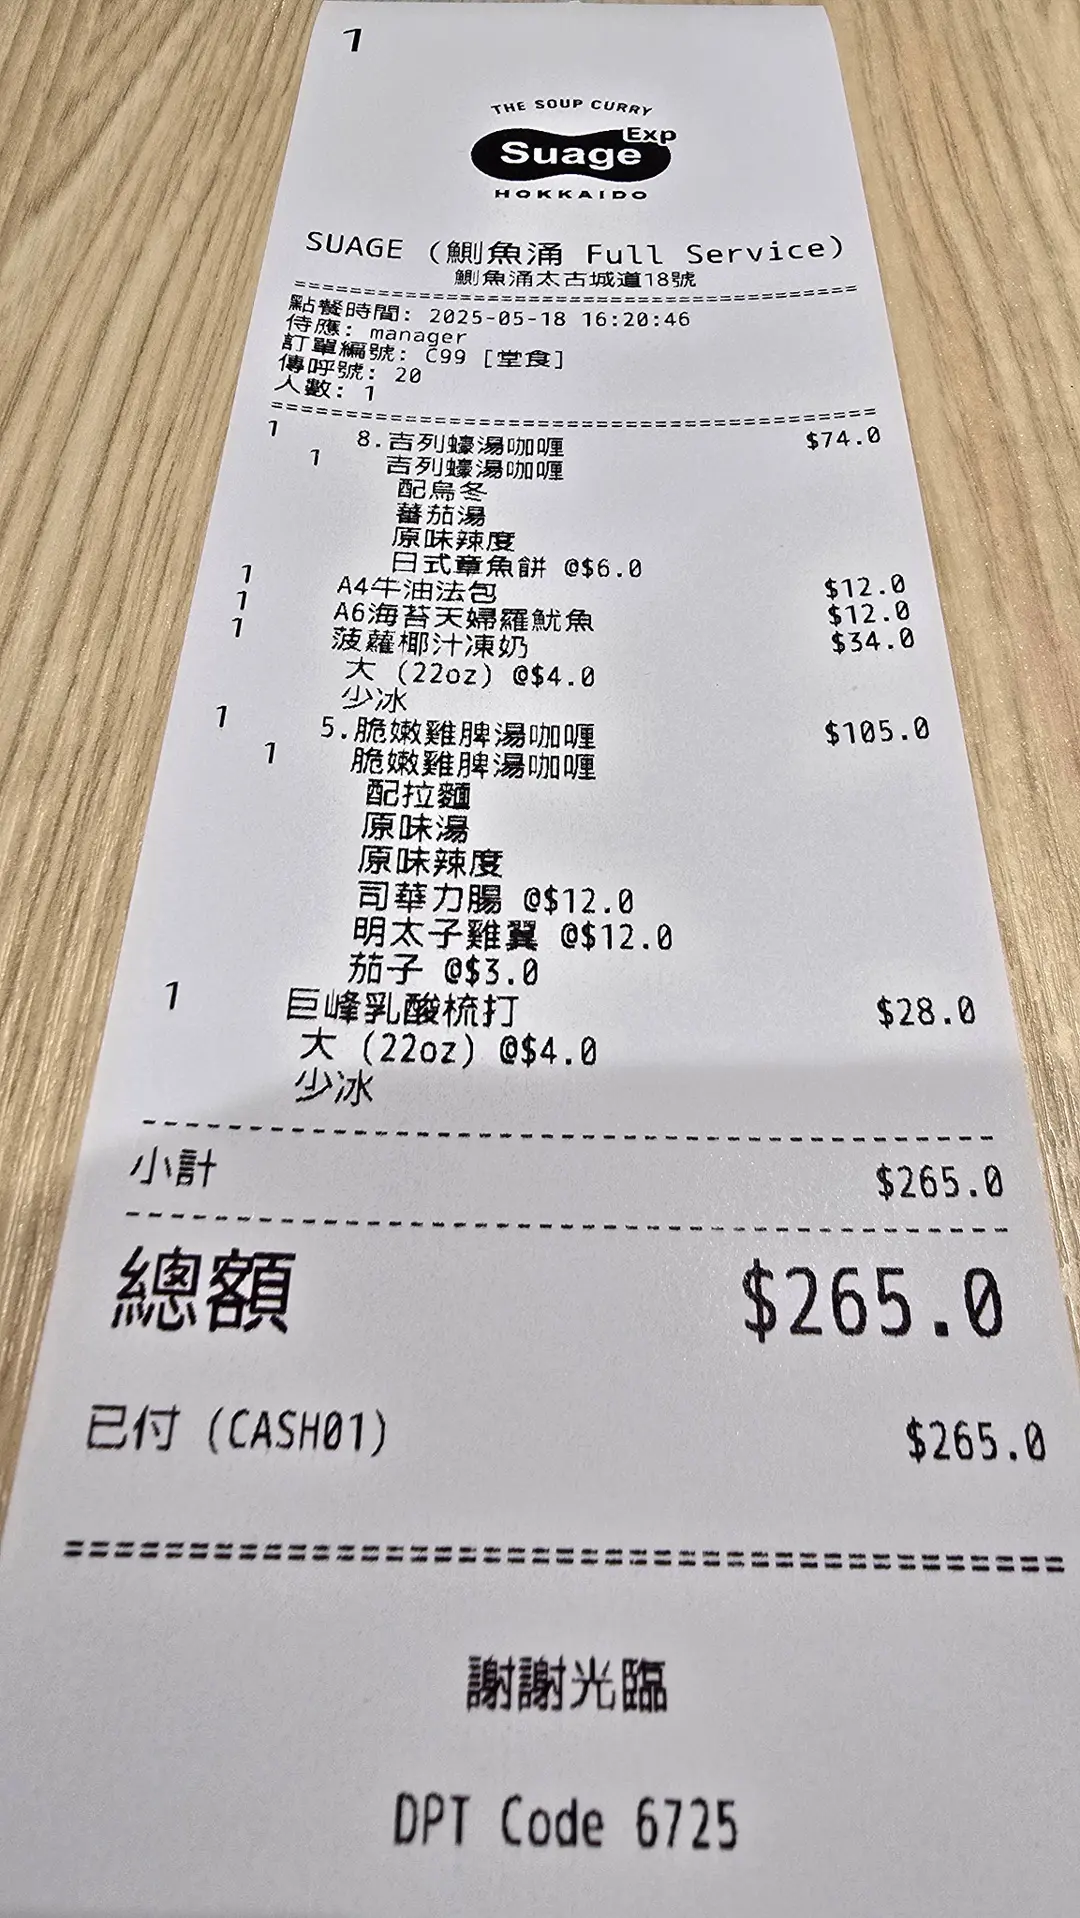 1
THE SOUP CURRY
Suage Exp
HOKKAIDO
SUAGE (鰂魚涌 Full Service)
鰂魚涌太古城道18號
================================================
點餐時間: 2025-05-18 16:20:46
侍應: manager
訂單編號: C99 [堂食]
傳呼號: 20
人數: 1
================================================
1 8.吉列蠔湯咖喱 $74.0
1 吉列蠔湯咖喱
配烏冬
蕃茄湯
原味辣度
日式章魚餅 @$6.0
1 A4牛油法包 $12.0
1 A6海苔天婦羅魷魚 $12.0
1 菠蘿椰汁凍奶 $34.0
大 (22oz) @$4.0
少冰
1 5.脆嫩雞脾湯咖喱 $105.0
1 脆嫩雞脾湯咖喱
配拉麵
原味湯
原味辣度
司華力腸 @$12.0
明太子雞翼 @$12.0
茄子 @$3.0
1 巨峰乳酸梳打 $28.0
大 (22oz) @$4.0
少冰
------------------------------------------------
小計 $265.0
------------------------------------------------
總額 $265.0
已付 (CASH01) $265.0
================================================
謝謝光臨
DPT Code 6725